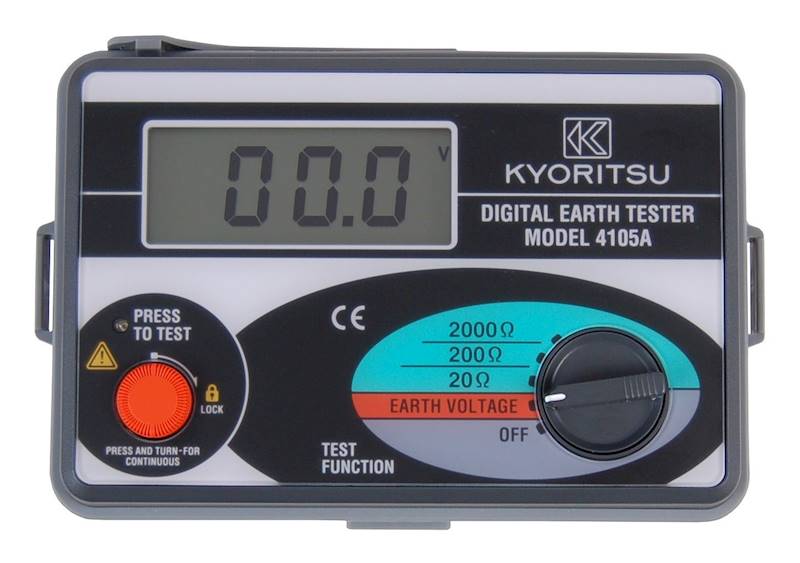 00.0 V
KYORITSU
DIGITAL EARTH TESTER
MODEL 4105A
PRESS
TO TEST
LOCK
PRESS AND TURN-FOR
CONTINUOUS
CE
2000Ω
200Ω
20Ω
EARTH VOLTAGE
OFF
TEST
FUNCTION